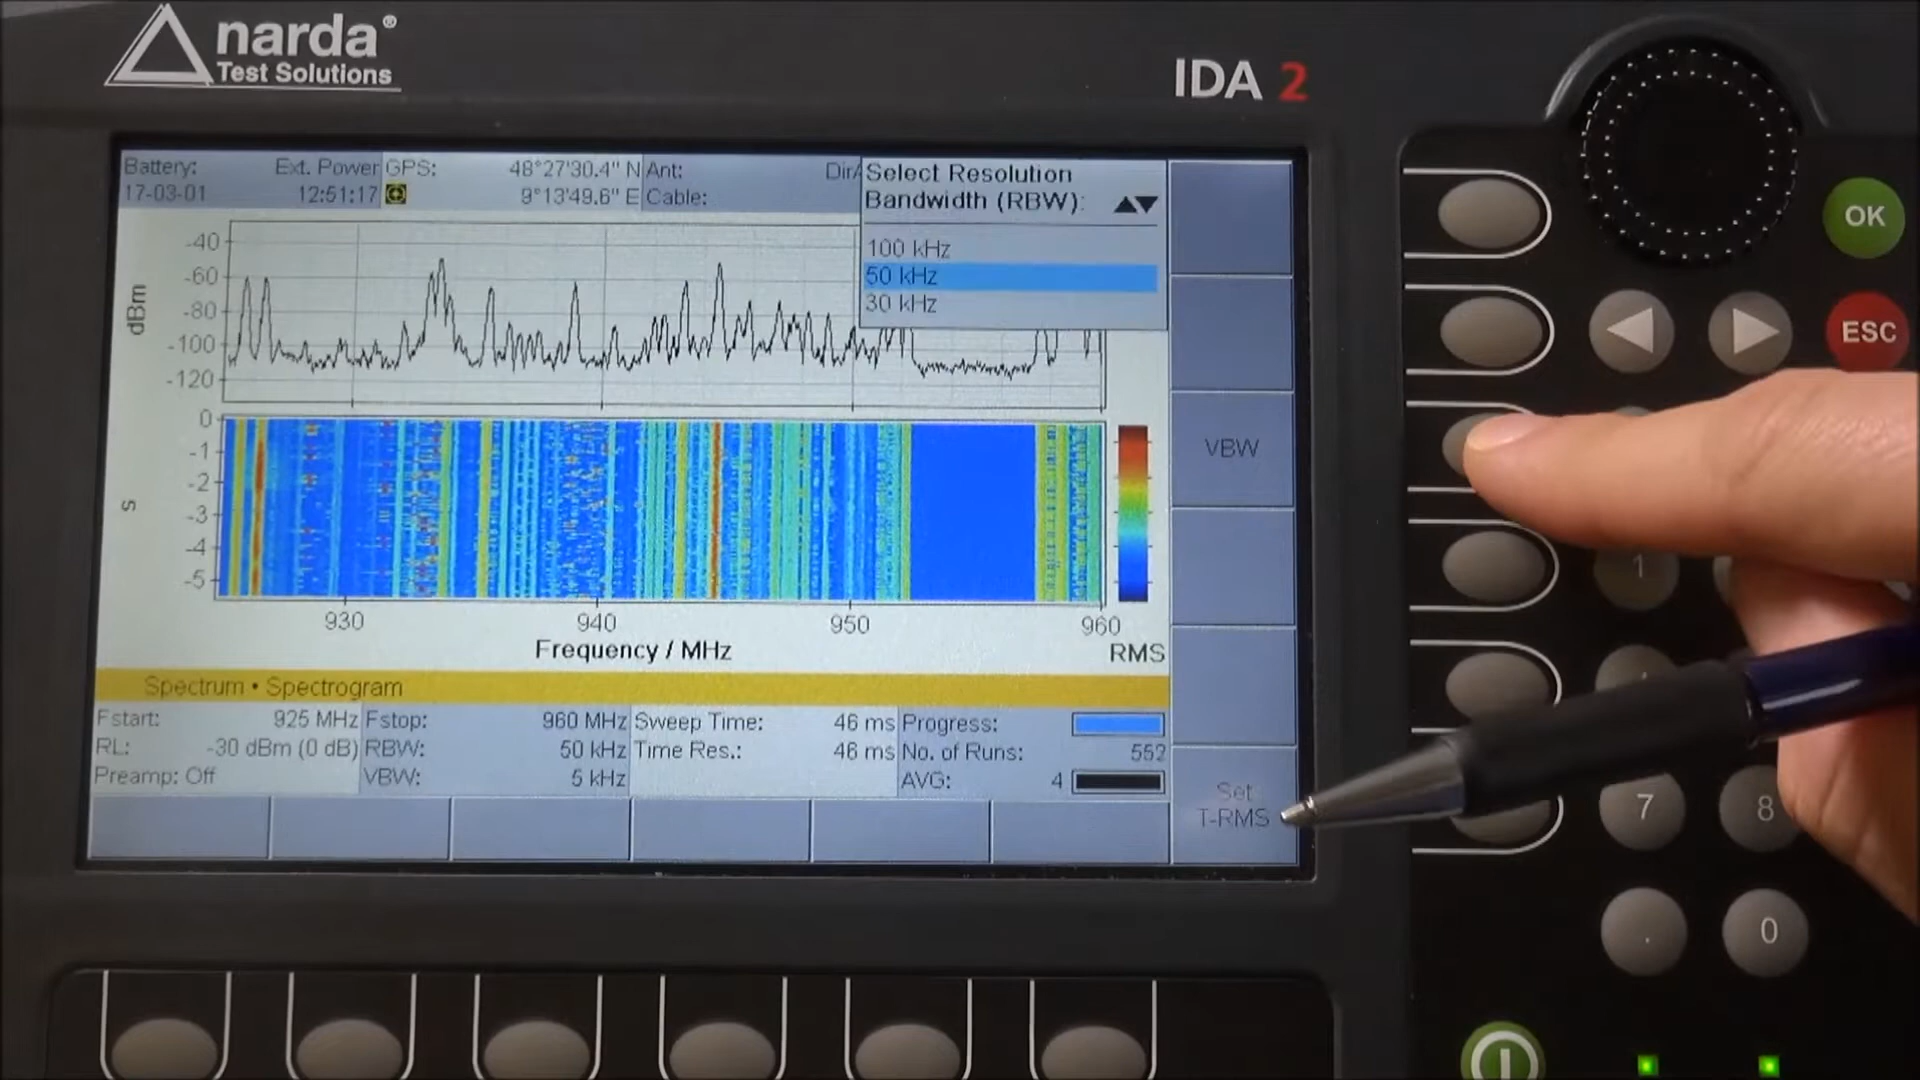 narda®
Test Solutions
IDA 2
Battery: Ext. Power GPS: 48°27'30.4" N Ant:
17-03-01 12:51:17 9°13'49.6" E Cable:
Select Resolution
Bandwidth (RBW):
100 kHz
50 kHz
30 kHz
OK
ESC
VBW
dBm
-40
-60
-80
-100
-120
s
0
-1
-2
-3
-4
-5
930 940 950 960
Frequency / MHz RMS
Spectrum • Spectrogram
Fstart: 925 MHz Fstop: 960 MHz Sweep Time: 46 ms Progress:
RL: -30 dBm (0 dB) RBW: 50 kHz Time Res.: 46 ms No. of Runs: 552
Preamp: Off VBW: 5 kHz AVG: 4
Set
T-RMS
1
7 8
. 0